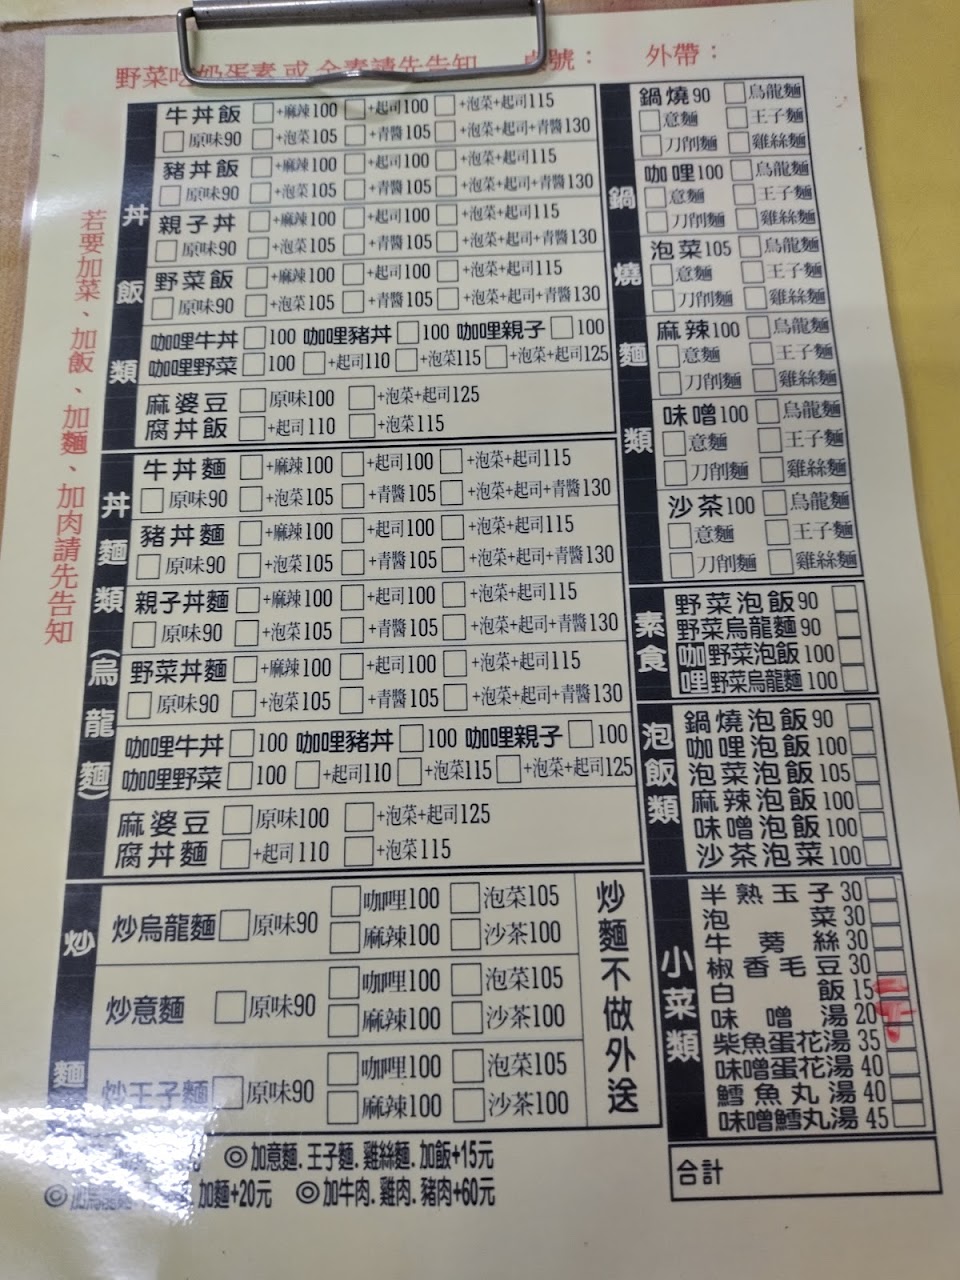 野菜吃奶蛋素 或 全素請先告知 桌號： 外帶：
若要加菜、加飯、加麵、加肉請先告知
丼飯類
牛丼飯 □+麻辣100 □+起司100 □+泡菜+起司115
□原味90 □+泡菜105 □+青醬105 □+泡菜+起司+青醬130
豬丼飯 □+麻辣100 □+起司100 □+泡菜+起司115
□原味90 □+泡菜105 □+青醬105 □+泡菜+起司+青醬130
親子丼 □+麻辣100 □+起司100 □+泡菜+起司115
□原味90 □+泡菜105 □+青醬105 □+泡菜+起司+青醬130
野菜飯 □+麻辣100 □+起司100 □+泡菜+起司115
□原味90 □+泡菜105 □+青醬105 □+泡菜+起司+青醬130
咖哩牛丼 □100 咖哩豬丼 □100 咖哩親子 □100
咖哩野菜 □100 □+起司110 □+泡菜115 □+泡菜+起司125
麻婆豆 □原味100 □+泡菜+起司125
腐丼飯 □+起司110 □+泡菜115
丼麵類(烏龍麵)
牛丼麵 □+麻辣100 □+起司100 □+泡菜+起司115
□原味90 □+泡菜105 □+青醬105 □+泡菜+起司+青醬130
豬丼麵 □+麻辣100 □+起司100 □+泡菜+起司115
□原味90 □+泡菜105 □+青醬105 □+泡菜+起司+青醬130
親子丼麵 □+麻辣100 □+起司100 □+泡菜+起司115
□原味90 □+泡菜105 □+青醬105 □+泡菜+起司+青醬130
野菜丼麵 □+麻辣100 □+起司100 □+泡菜+起司115
□原味90 □+泡菜105 □+青醬105 □+泡菜+起司+青醬130
咖哩牛丼 □100 咖哩豬丼 □100 咖哩親子 □100
咖哩野菜 □100 □+起司110 □+泡菜115 □+泡菜+起司125
麻婆豆 □原味100 □+泡菜+起司125
腐丼麵 □+起司110 □+泡菜115
炒麵
炒烏龍麵 □原味90 □咖哩100 □泡菜105
□麻辣100 □沙茶100
炒意麵 □原味90 □咖哩100 □泡菜105
□麻辣100 □沙茶100
炒王子麵 □原味90 □咖哩100 □泡菜105
□麻辣100 □沙茶100
炒麵不做外送
鍋燒麵類
鍋燒90 □烏龍麵
□意麵 □王子麵
□刀削麵 □雞絲麵
咖哩100 □烏龍麵
□意麵 □王子麵
□刀削麵 □雞絲麵
泡菜105 □烏龍麵
□意麵 □王子麵
□刀削麵 □雞絲麵
麻辣100 □烏龍麵
□意麵 □王子麵
□刀削麵 □雞絲麵
味噌100 □烏龍麵
□意麵 □王子麵
□刀削麵 □雞絲麵
沙茶100 □烏龍麵
□意麵 □王子麵
□刀削麵 □雞絲麵
素食
野菜泡飯90 □
野菜烏龍麵90 □
咖野菜泡飯100 □
哩野菜烏龍麵100 □
泡飯類
鍋燒泡飯90 □
咖哩泡飯100 □
泡菜泡飯105 □
麻辣泡飯100 □
味噌泡飯100 □
沙茶泡菜100 □
小菜類
半熟玉子30 □
泡菜30 □
牛蒡絲30 □
椒香毛豆30 □
白飯15 □
味噌湯20 □
柴魚蛋花湯35 □
味噌蛋花湯40 □
鱈魚丸湯40 □
味噌鱈丸湯45 □
合計
◎加意麵.王子麵.雞絲麵.加飯+15元
加麵+20元 ◎加牛肉.雞肉.豬肉+60元